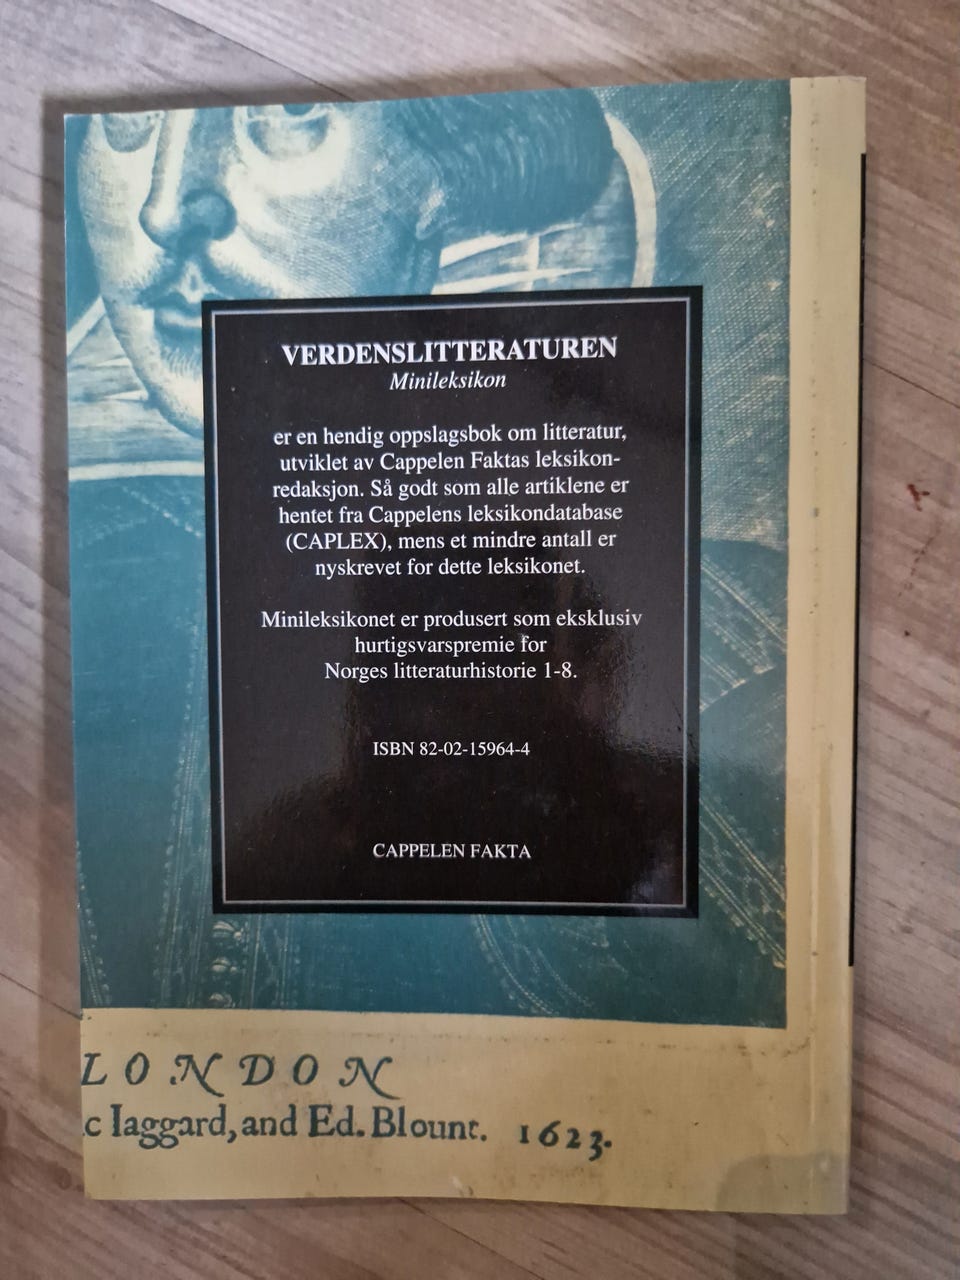 VERDENSLITTERATUREN
Minileksikon
er en hendig oppslagsbok om litteratur,
utviklet av Cappelen Faktas leksikon-
redaksjon. Så godt som alle artiklene er
hentet fra Cappelens leksikondatabase
(CAPLEX), mens et mindre antall er
nyskrevet for dette leksikonet.
Minileksikonet er produsert som eksklusiv
hurtigsvarspremie for
Norges litteraturhistorie 1-8.
ISBN 82-02-15964-4
CAPPELEN FAKTA
LONDON
c Iaggard, and Ed. Blount. 1623.